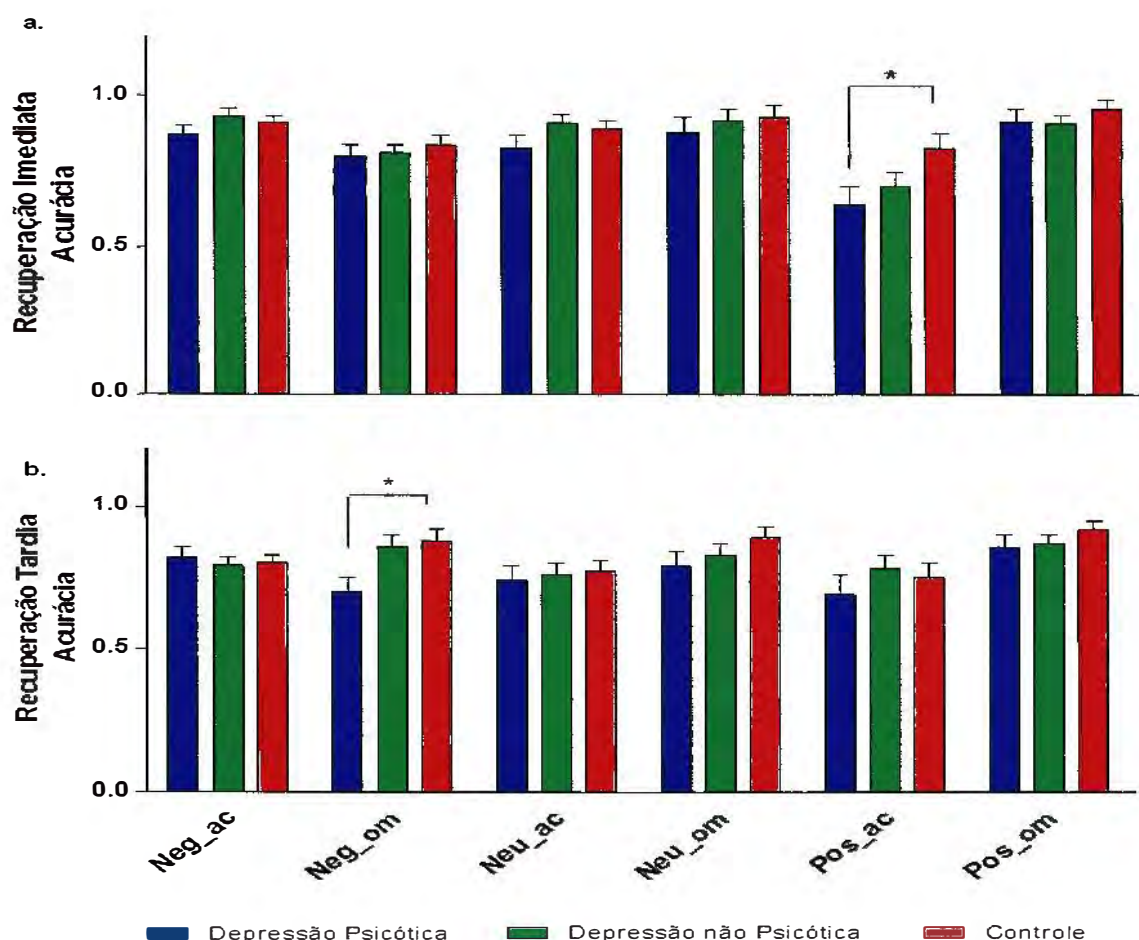 a.
Recuperação Imediata
Acurácia
1.0
0.5
0.0
*
b.
Recuperação Tardia
Acurácia
1.0
0.5
0.0
*
Neg_ac
Neg_om
Neu_ac
Neu_om
Pos_ac
Pos_om
Depressão Psicótica
Depressão não Psicótica
Controle